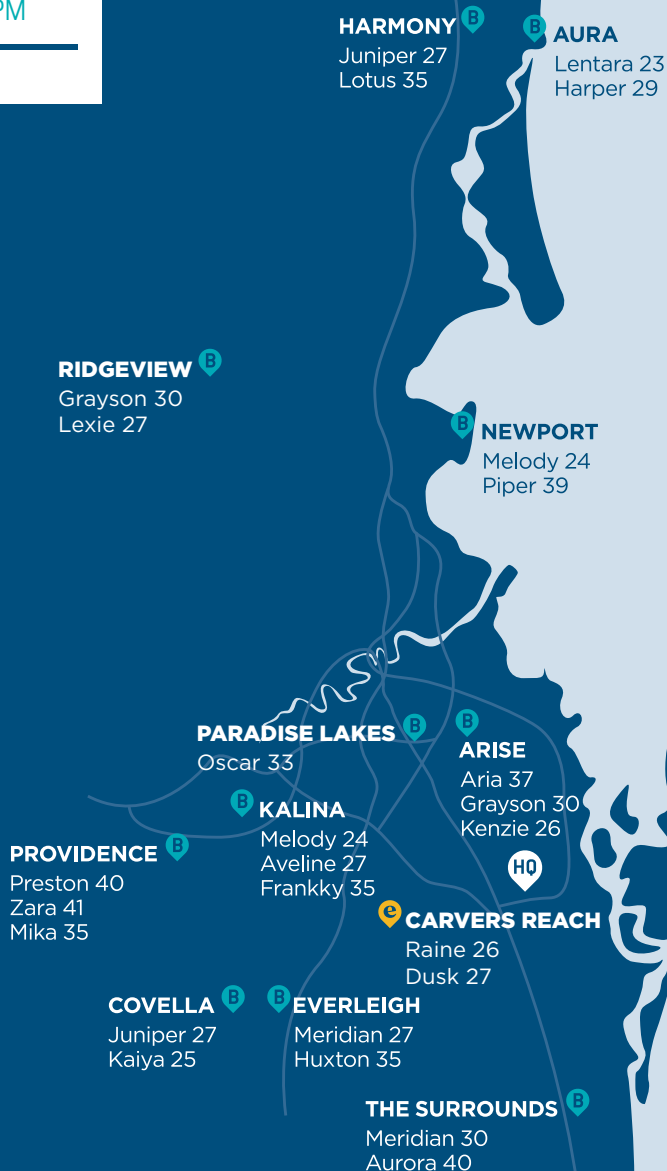 PM
HARMONY B
Juniper 27
Lotus 35
B AURA
Lentara 23
Harper 29
RIDGEVIEW B
Grayson 30
Lexie 27
B NEWPORT
Melody 24
Piper 39
PARADISE LAKES B
Oscar 33
B
ARISE
Aria 37
Grayson 30
Kenzie 26
B KALINA
Melody 24
Aveline 27
Frankky 35
PROVIDENCE B
Preston 40
Zara 41
Mika 35
HQ
e CARVERS REACH
Raine 26
Dusk 27
COVELLA B
Juniper 27
Kaiya 25
B EVERLEIGH
Meridian 27
Huxton 35
THE SURROUNDS B
Meridian 30
Aurora 40